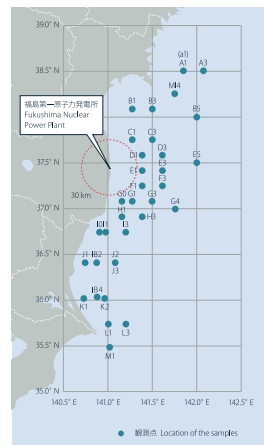 39.0° N
(a1)
A1 A3
38.5° N
MI4
福島第一原子力発電所
Fukushima Nuclear
Power Plant
B1 B3
B5
38.0° N
C1 C3
D1 D3
37.5° N
E1 E3 E5
30 km
F1 F3
G0 G1 G3
G4
37.0° N
H1 H3
I0 I1 I3
36.5° N
J1 IB2 J2
J3
IB4
36.0° N
K1 K2
L1 L3
35.5° N
M1
35.0° N
140.5° E 141.0° E 141.5° E 142.0° E 142.5° E
観測点 Location of the samples